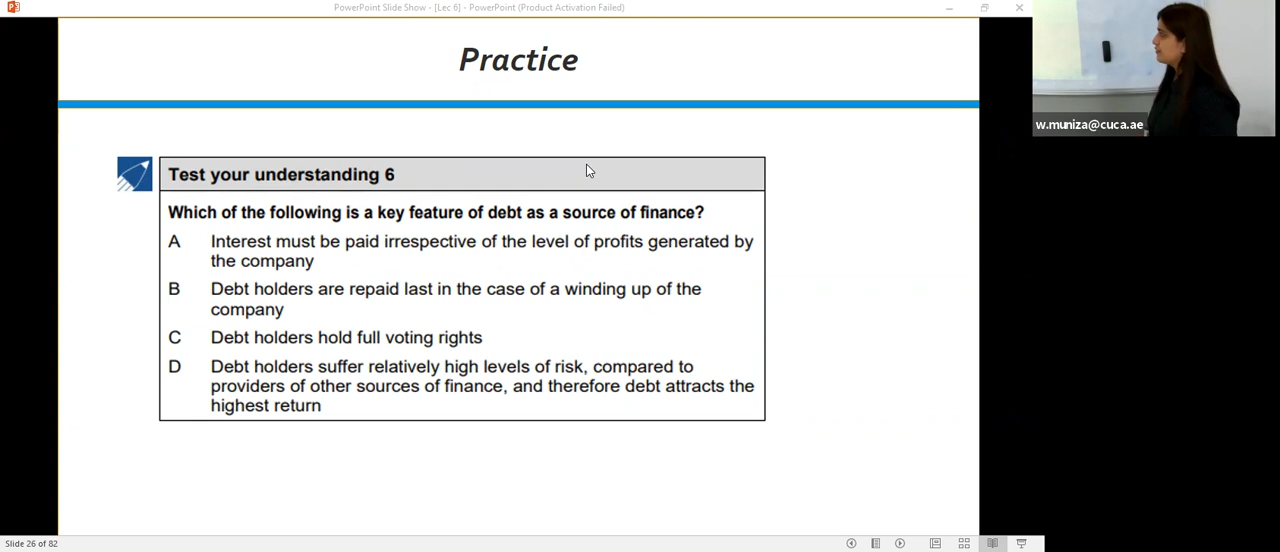 PowerPoint Slide Show - [Lec 6] - PowerPoint (Product Activation Failed)
Practice
w.muniza@cuca.ae
Test your understanding 6
Which of the following is a key feature of debt as a source of finance?
A Interest must be paid irrespective of the level of profits generated by
the company
B Debt holders are repaid last in the case of a winding up of the
company
C Debt holders hold full voting rights
D Debt holders suffer relatively high levels of risk, compared to
providers of other sources of finance, and therefore debt attracts the
highest return
Slide 26 of 82